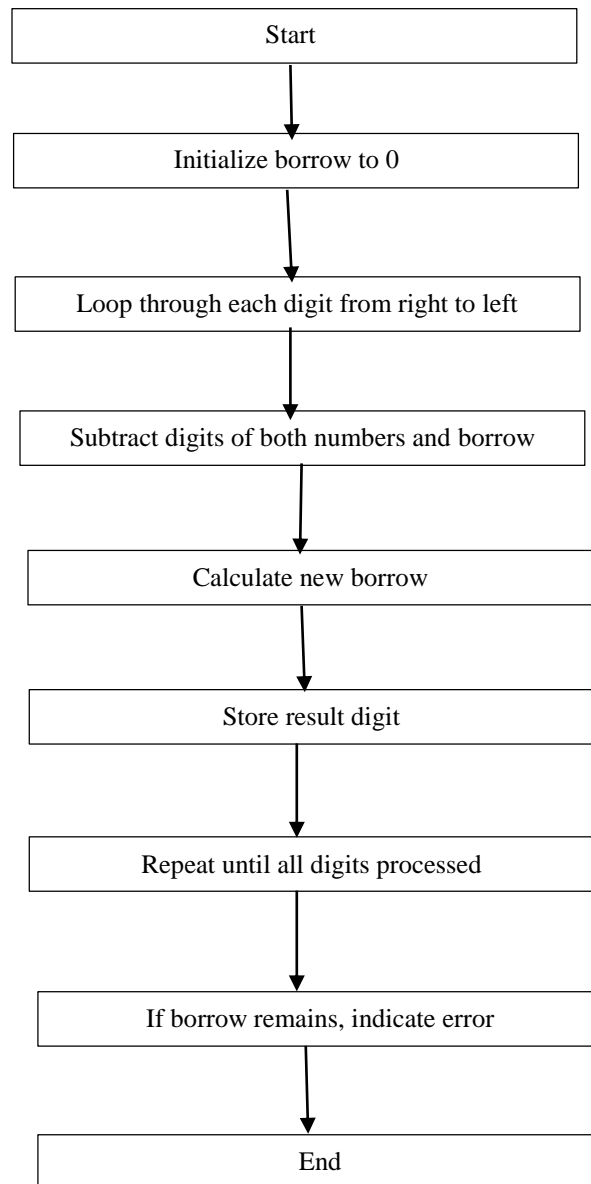 Start
Initialize borrow to 0
Loop through each digit from right to left
Subtract digits of both numbers and borrow
Calculate new borrow
Store result digit
Repeat until all digits processed
If borrow remains, indicate error
End